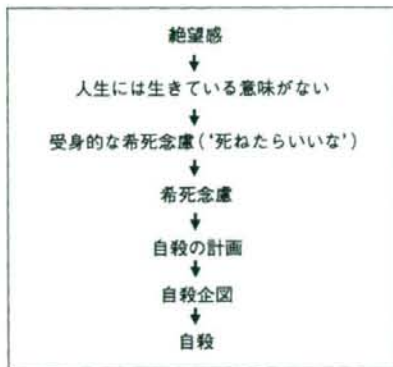 絶望感
人生には生きている意味がない
受身的な希死念慮(‘死ねたらいいな’)
希死念慮
自殺の計画
自殺企図
自殺